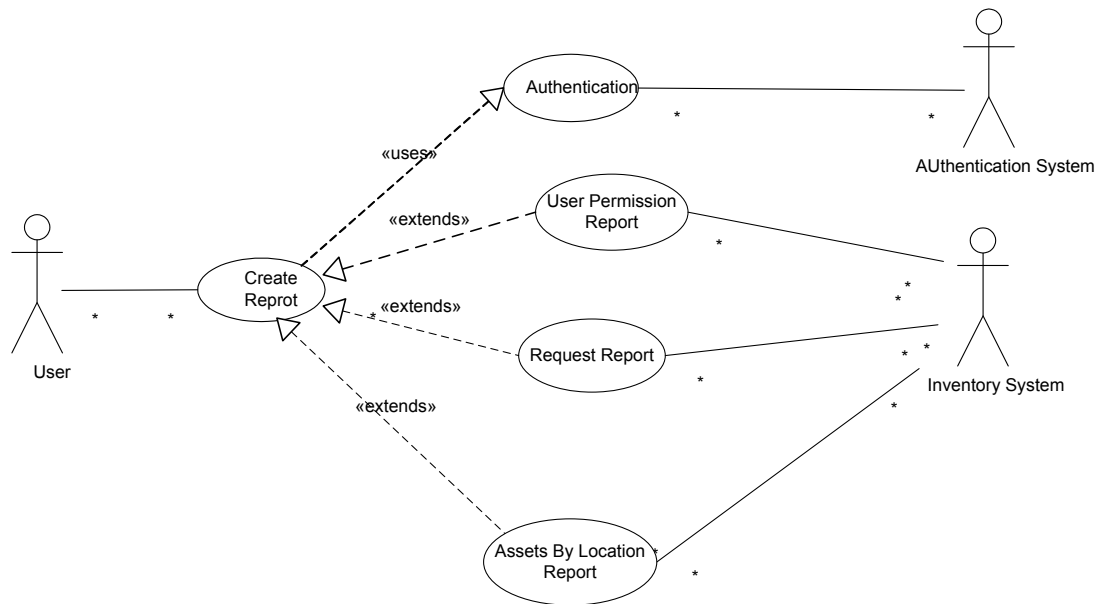 Authentication
*
*
AUthentication System
«uses»
User Permission
Report
«extends»
*
Create
Reprot
*
*
*
*
User
«extends»
*
Request Report
*
*
*
Inventory System
«extends»
*
Assets By Location
Report
*
*